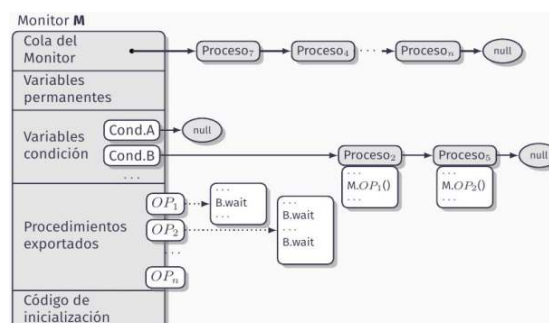 Monitor M
Cola del
Monitor
Proceso₇ Proceso₄ ... Procesoₙ null
Variables
permanentes
Variables
condición
Cond.A null
Cond.B Proceso₂ Proceso₅ null
...
...
M.OP₁()
...
...
M.OP₂()
...
Procedimientos
exportados
OP₁
OP₂
...
OPₙ
...
B.wait
...
...
B.wait
...
B.wait
Código de
inicialización